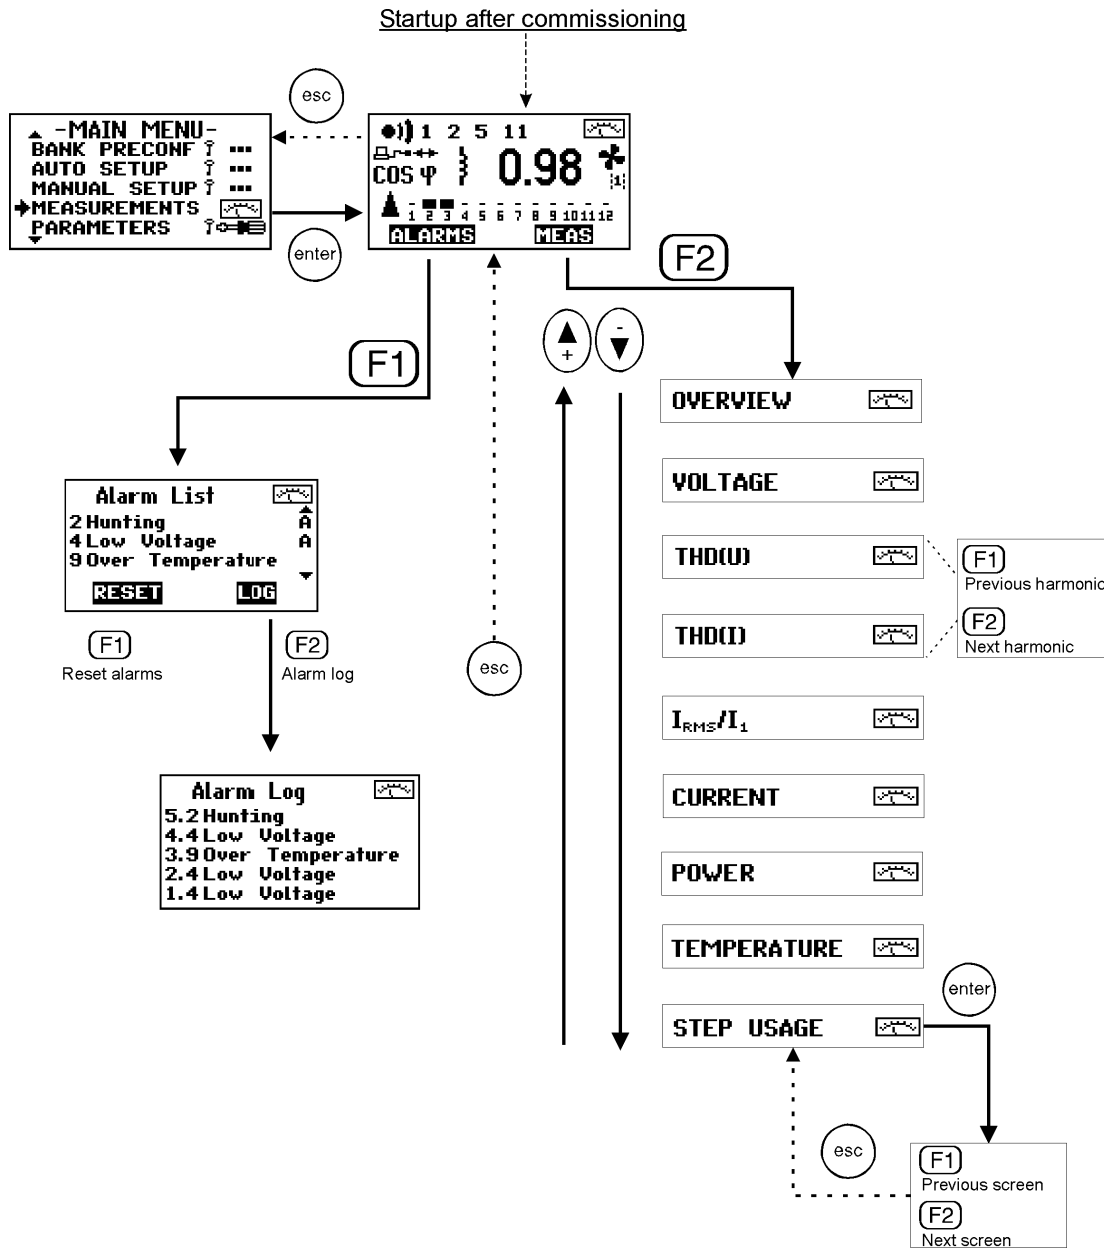 Startup after commissioning
esc
-MAIN MENU-
BANK PRECONF
AUTO SETUP
MANUAL SETUP
MEASUREMENTS
PARAMETERS
enter
1 2 5 11
COS φ 0.98
1
1 2 3 4 5 6 7 8 9 10 11 12
ALARMS MEAS
F2
F1
+
-
OVERVIEW
VOLTAGE
THD(U)
THD(I)
F1
Previous harmonic
F2
Next harmonic
IRMS/I1
CURRENT
POWER
TEMPERATURE
STEP USAGE
enter
esc
F1
Previous screen
F2
Next screen
Alarm List
2 Hunting A
4 Low Voltage A
9 Over Temperature
RESET LOG
F1
Reset alarms
F2
Alarm log
esc
Alarm Log
5.2 Hunting
4.4 Low Voltage
3.9 Over Temperature
2.4 Low Voltage
1.4 Low Voltage